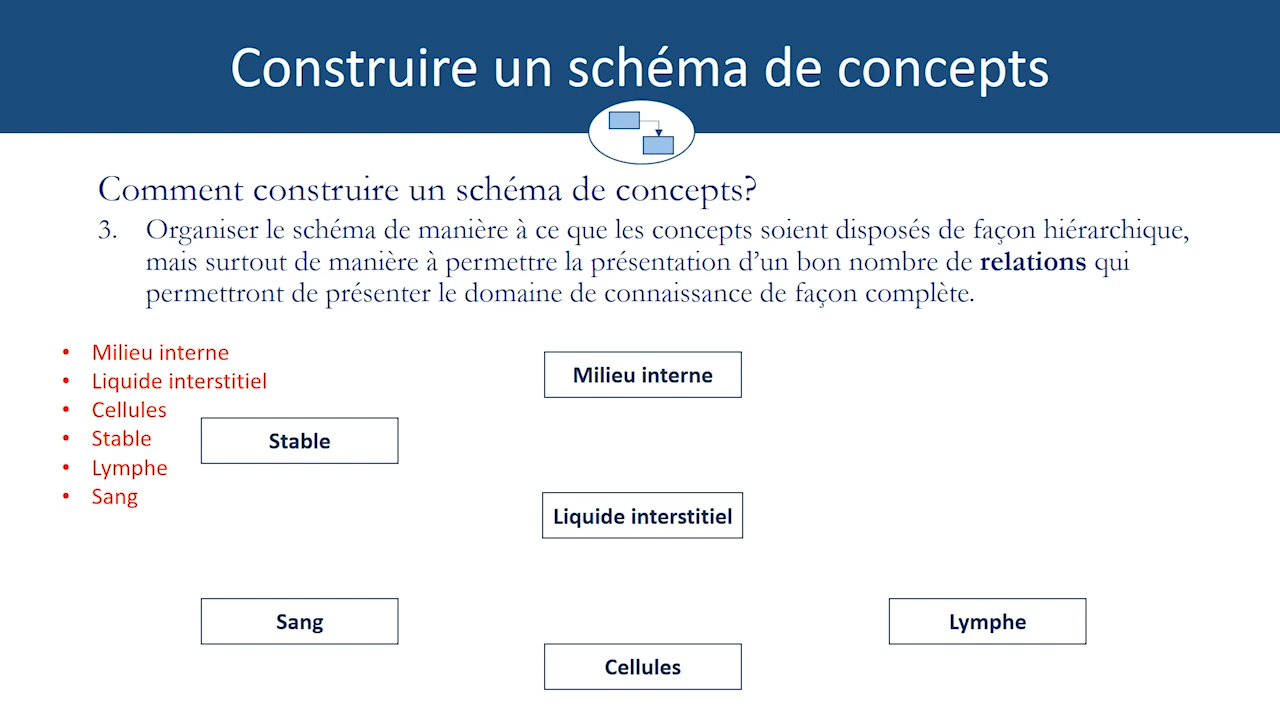 Construire un schéma de concepts
Comment construire un schéma de concepts?
3. Organiser le schéma de manière à ce que les concepts soient disposés de façon hiérarchique,
mais surtout de manière à permettre la présentation d’un bon nombre de relations qui
permettront de présenter le domaine de connaissance de façon complète.
• Milieu interne
• Liquide interstitiel
• Cellules
• Stable
• Lymphe
• Sang
Milieu interne
Stable
Liquide interstitiel
Sang
Lymphe
Cellules